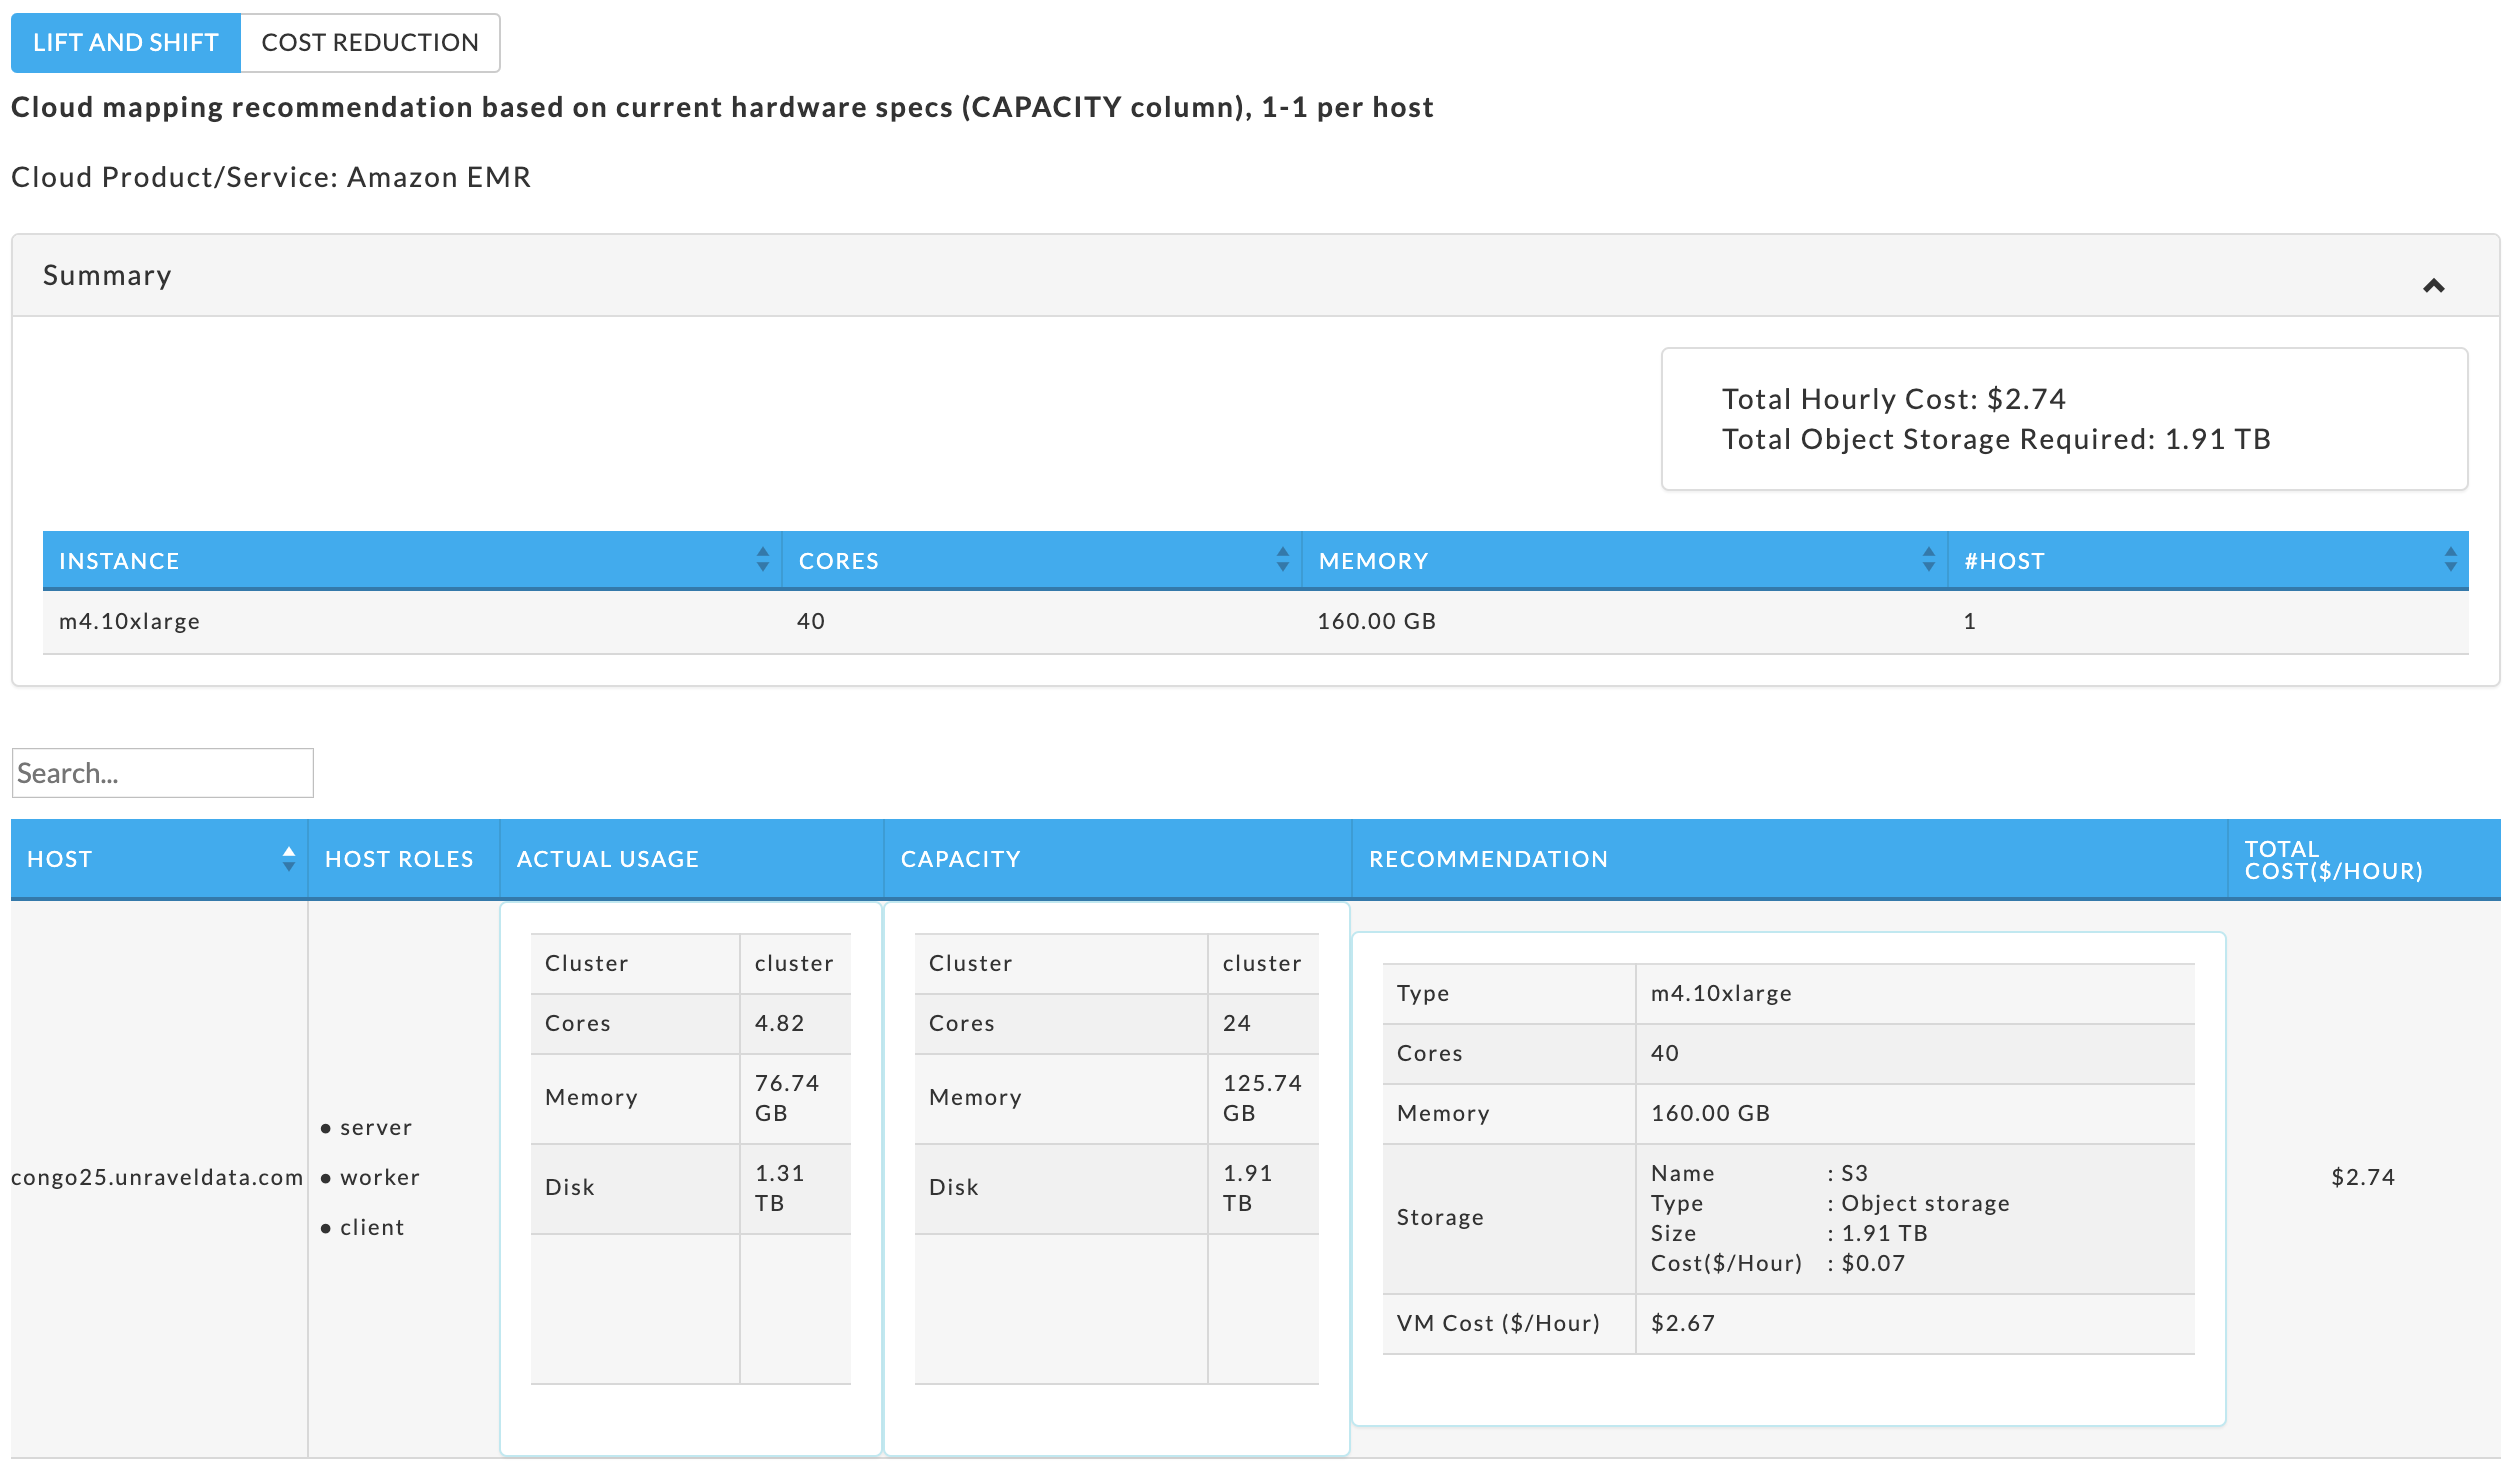 LIFT AND SHIFT COST REDUCTION
Cloud mapping recommendation based on current hardware specs (CAPACITY column), 1-1 per host
Cloud Product/Service: Amazon EMR
Summary
Total Hourly Cost: $2.74
Total Object Storage Required: 1.91 TB
INSTANCE CORES MEMORY #HOST
m4.10xlarge 40 160.00 GB 1
Search...
HOST HOST ROLES ACTUAL USAGE CAPACITY RECOMMENDATION TOTAL COST($/HOUR)
congo25.unraveldata.com
• server
• worker
• client
Cluster cluster
Cores 4.82
Memory 76.74 GB
Disk 1.31 TB
Cluster cluster
Cores 24
Memory 125.74 GB
Disk 1.91 TB
Type m4.10xlarge
Cores 40
Memory 160.00 GB
Storage
Name : S3
Type : Object storage
Size : 1.91 TB
Cost($/Hour) : $0.07
VM Cost ($/Hour) $2.67
$2.74